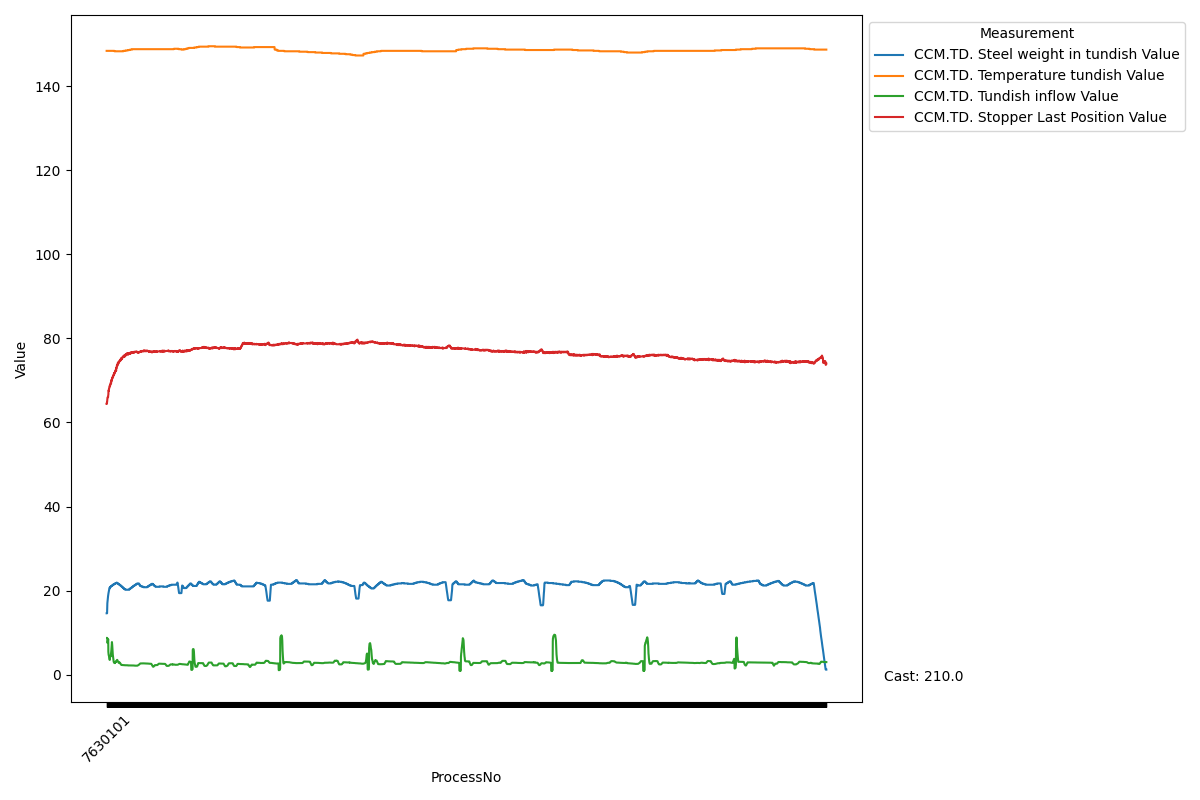 Measurement
CCM.TD. Steel weight in tundish Value
CCM.TD. Temperature tundish Value
CCM.TD. Tundish inflow Value
CCM.TD. Stopper Last Position Value
140
120
100
80
60
40
20
0
Value
7630101
ProcessNo
Cast: 210.0